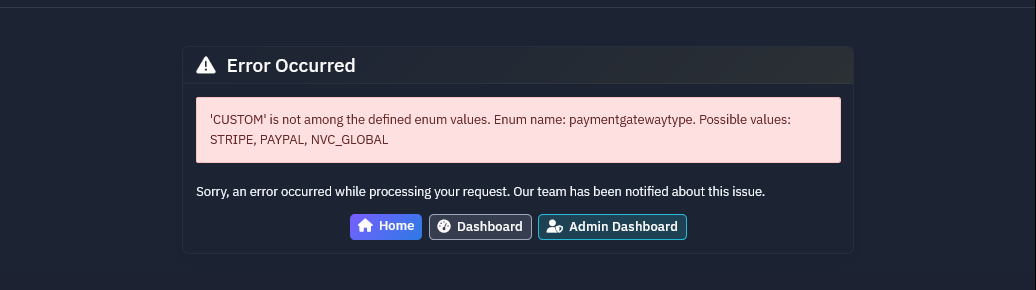 Error Occurred
'CUSTOM' is not among the defined enum values. Enum name: paymentgatewaytype. Possible values:
STRIPE, PAYPAL, NVC_GLOBAL
Sorry, an error occurred while processing your request. Our team has been notified about this issue.
Home
Dashboard
Admin Dashboard